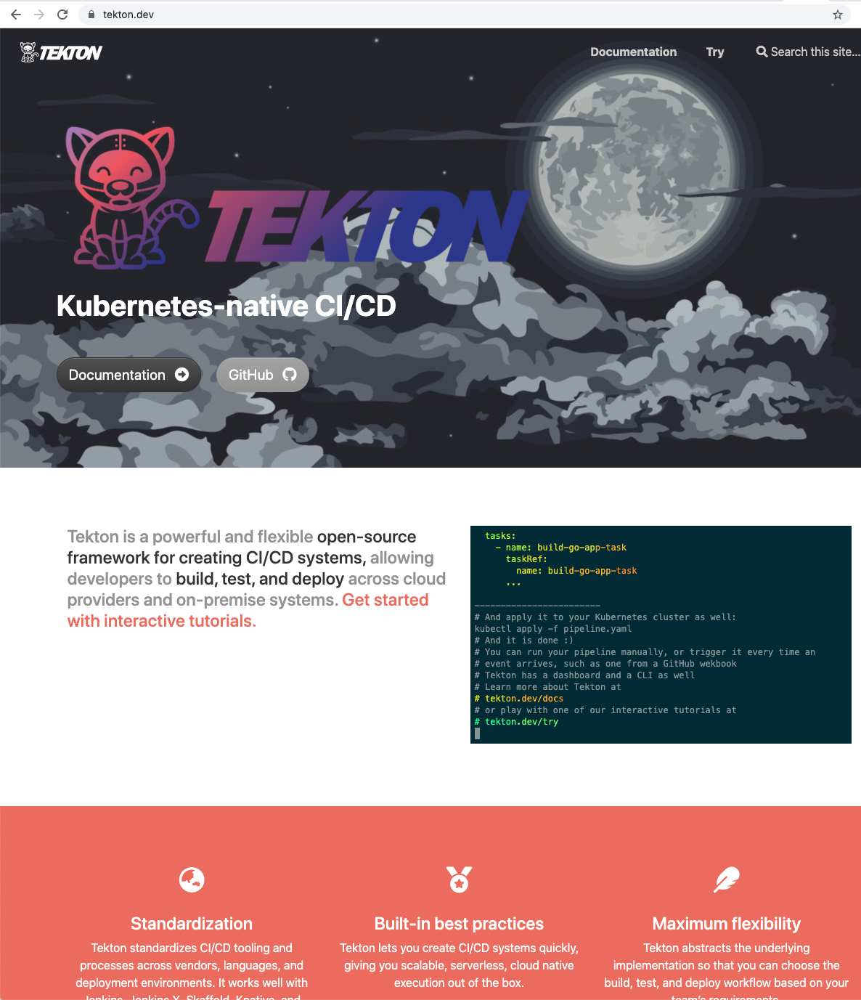 tekton.dev
TEKTON
Documentation
Try
Search this site...
TEKTON
Kubernetes-native CI/CD
Documentation
GitHub
Tekton is a powerful and flexible open-source
framework for creating CI/CD systems, allowing
developers to build, test, and deploy across cloud
providers and on-premise systems. Get started
with interactive tutorials.
tasks:
- name: build-go-app-task
taskRef:
name: build-go-app-task
...
________________________
# And apply it to your Kubernetes cluster as well:
kubectl apply -f pipeline.yaml
# And it is done :)
# You can run your pipeline manually, or trigger it every time an
# event arrives, such as one from a GitHub wekbook
# Tekton has a dashboard and a CLI as well
# Learn more about Tekton at
# tekton.dev/docs
# or play with one of our interactive tutorials at
# tekton.dev/try
Standardization
Tekton standardizes CI/CD tooling and
processes across vendors, languages, and
deployment environments. It works well with
Jenkins, Jenkins X, Skaffold, Knative, and
Built-in best practices
Tekton lets you create CI/CD systems quickly,
giving you scalable, serverless, cloud native
execution out of the box.
Maximum flexibility
Tekton abstracts the underlying
implementation so that you can choose the
build, test, and deploy workflow based on your
team's requirements.